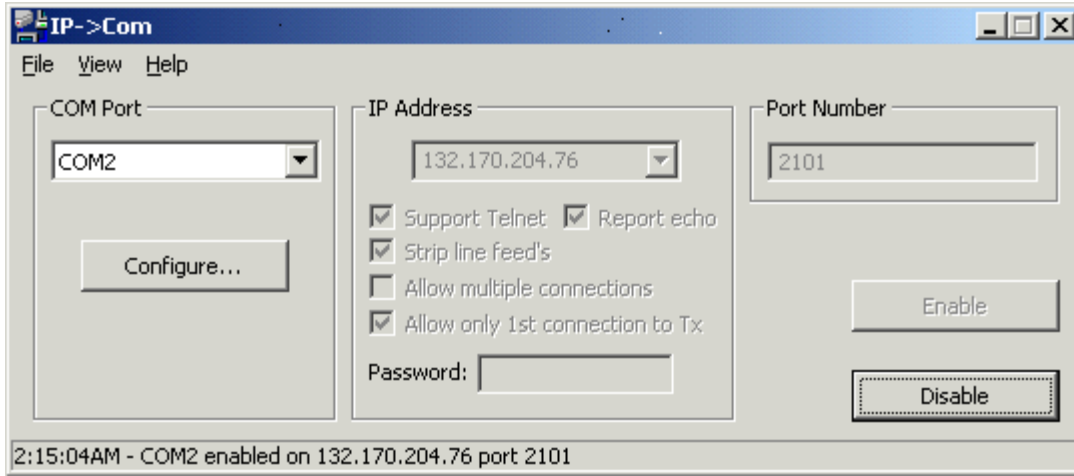 IP->Com
File View Help
COM Port
COM2
Configure...
IP Address
132.170.204.76
Support Telnet Report echo
Strip line feed's
Allow multiple connections
Allow only 1st connection to Tx
Password:
Port Number
2101
Enable
Disable
2:15:04AM - COM2 enabled on 132.170.204.76 port 2101